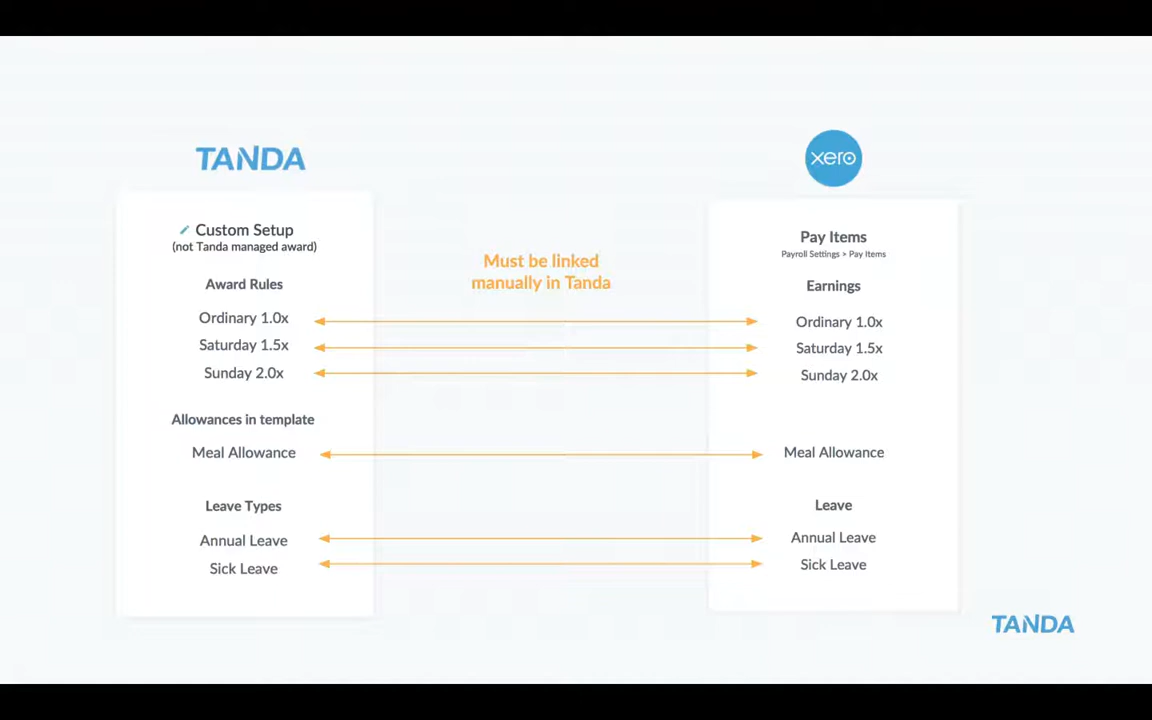 TANDA
Custom Setup
(not Tanda managed award)
Award Rules
Ordinary 1.0x
Saturday 1.5x
Sunday 2.0x
Allowances in template
Meal Allowance
Leave Types
Annual Leave
Sick Leave
Must be linked
manually in Tanda
xero
Pay Items
Payroll Settings > Pay Items
Earnings
Ordinary 1.0x
Saturday 1.5x
Sunday 2.0x
Meal Allowance
Leave
Annual Leave
Sick Leave
TANDA